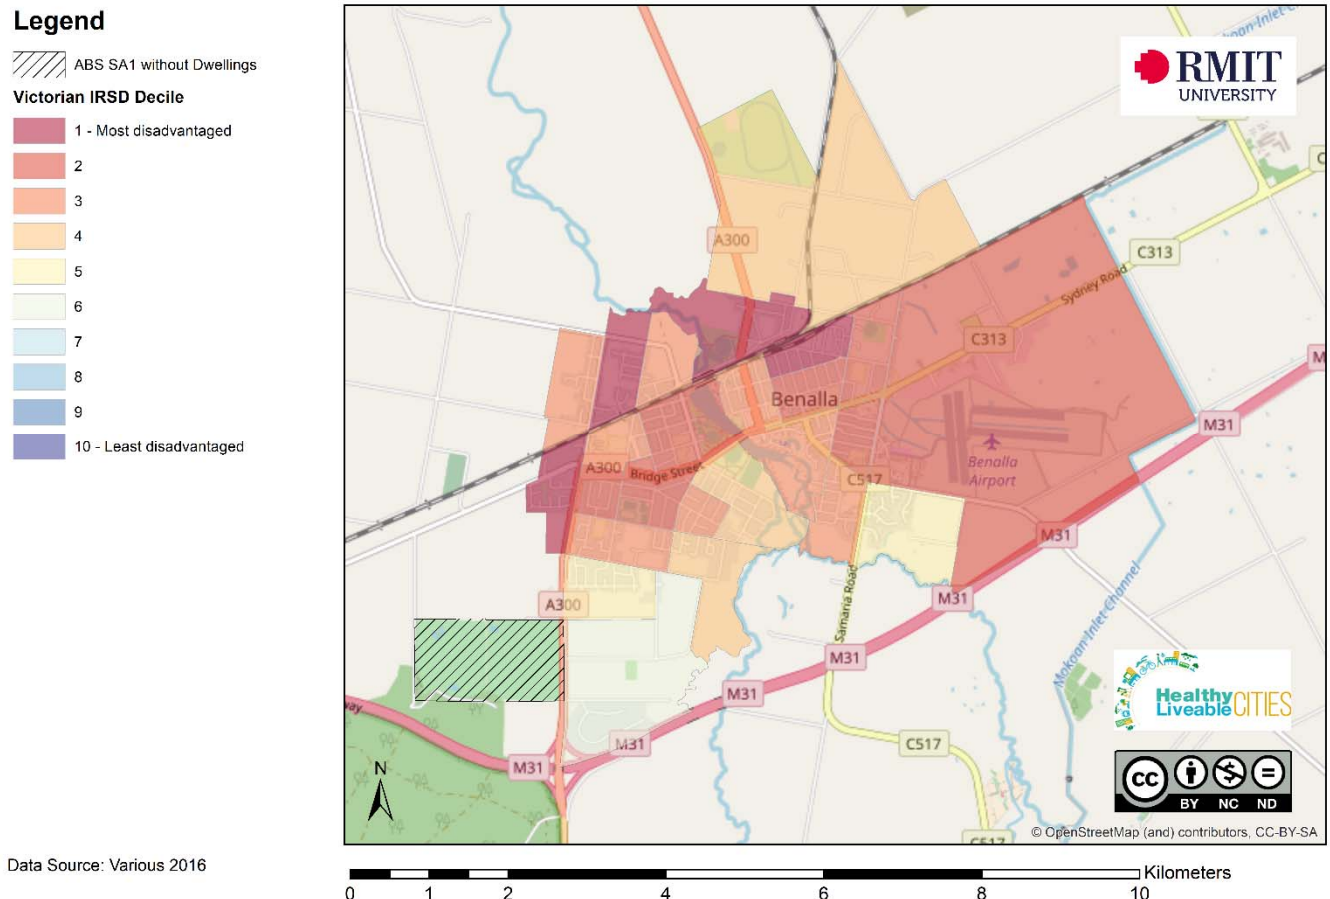 Legend
ABS SA1 without Dwellings
Victorian IRSD Decile
1 - Most disadvantaged
2
3
4
5
6
7
8
9
10 - Least disadvantaged
Data Source: Various 2016
RMIT
UNIVERSITY
A300
C313
Sydney Road
C313
M
Benalla
M31
A300
Bridge Street
C517
Benalla
Airport
M31
M31
A300
Samaria Road
Mokoan Inlet Channel
M31
M31
M31
C517
M31
way
N
Healthy
Liveable CITIES
CC
BY NC ND
© OpenStreetMap (and) contributors, CC-BY-SA
C517
0 1 2 4 6 8 10
Kilometers